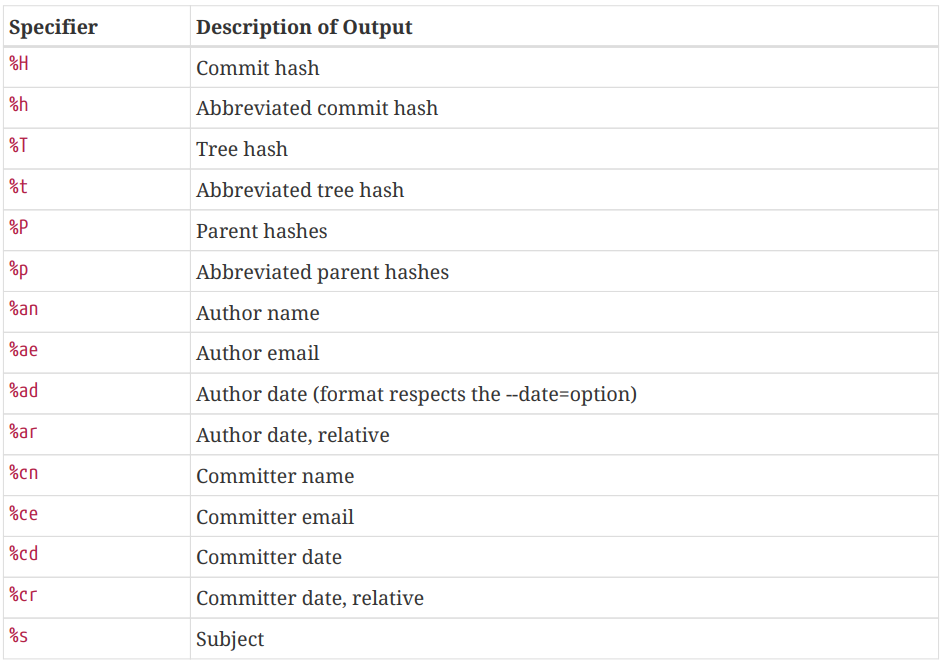 Specifier Description of Output
%H Commit hash
%h Abbreviated commit hash
%T Tree hash
%t Abbreviated tree hash
%P Parent hashes
%p Abbreviated parent hashes
%an Author name
%ae Author email
%ad Author date (format respects the --date=option)
%ar Author date, relative
%cn Committer name
%ce Committer email
%cd Committer date
%cr Committer date, relative
%s Subject